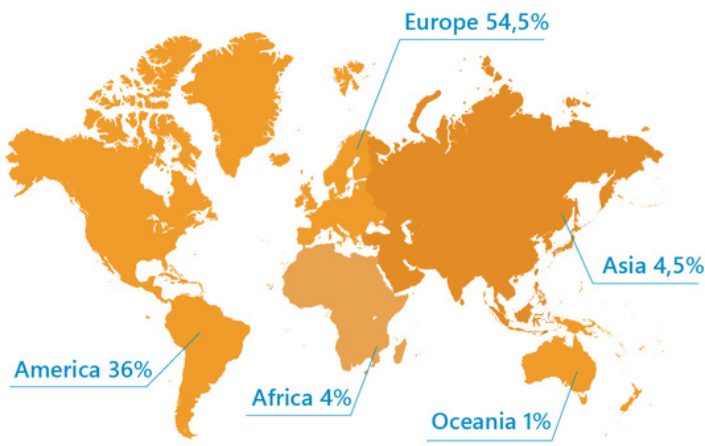 Europe 54,5%
Asia 4,5%
America 36%
Africa 4%
Oceania 1%